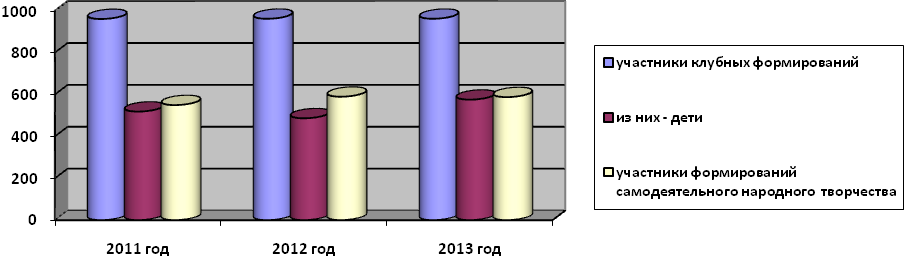 1000
800
600
400
200
0
2011 год
2012 год
2013 год
участники клубных формирований
из них - дети
участники формирований
самодеятельного народного творчества